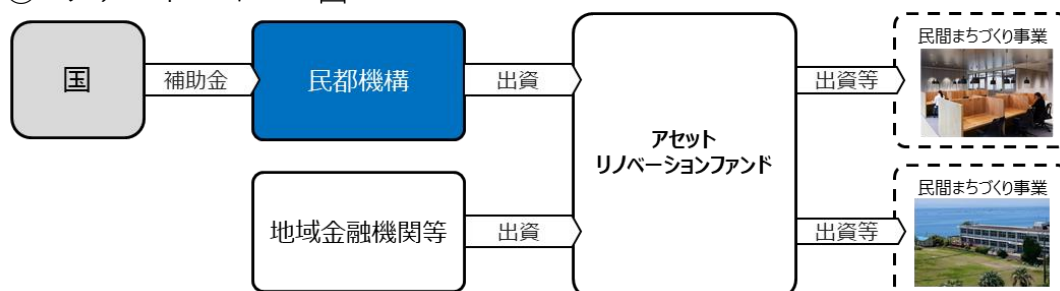 民間まちづくり事業
国
補助金
民都機構
出資
出資等
アセット
リノベーションファンド
民間まちづくり事業
地域金融機関等
出資
出資等